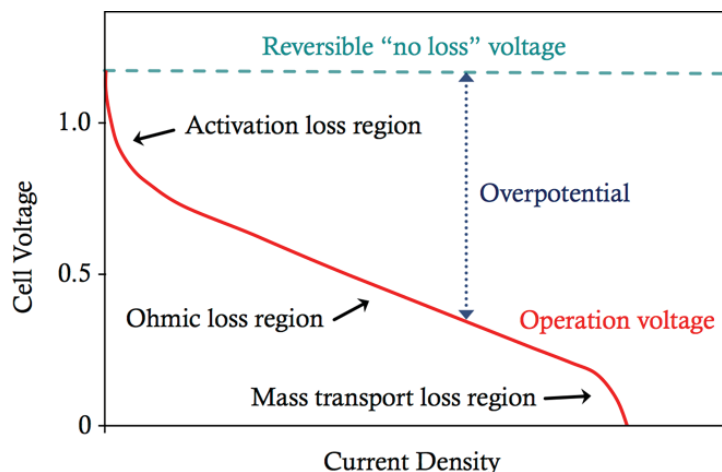 Reversible “no loss” voltage
1.0
Activation loss region
Overpotential
Cell Voltage
0.5
Ohmic loss region
Operation voltage
Mass transport loss region
0
Current Density